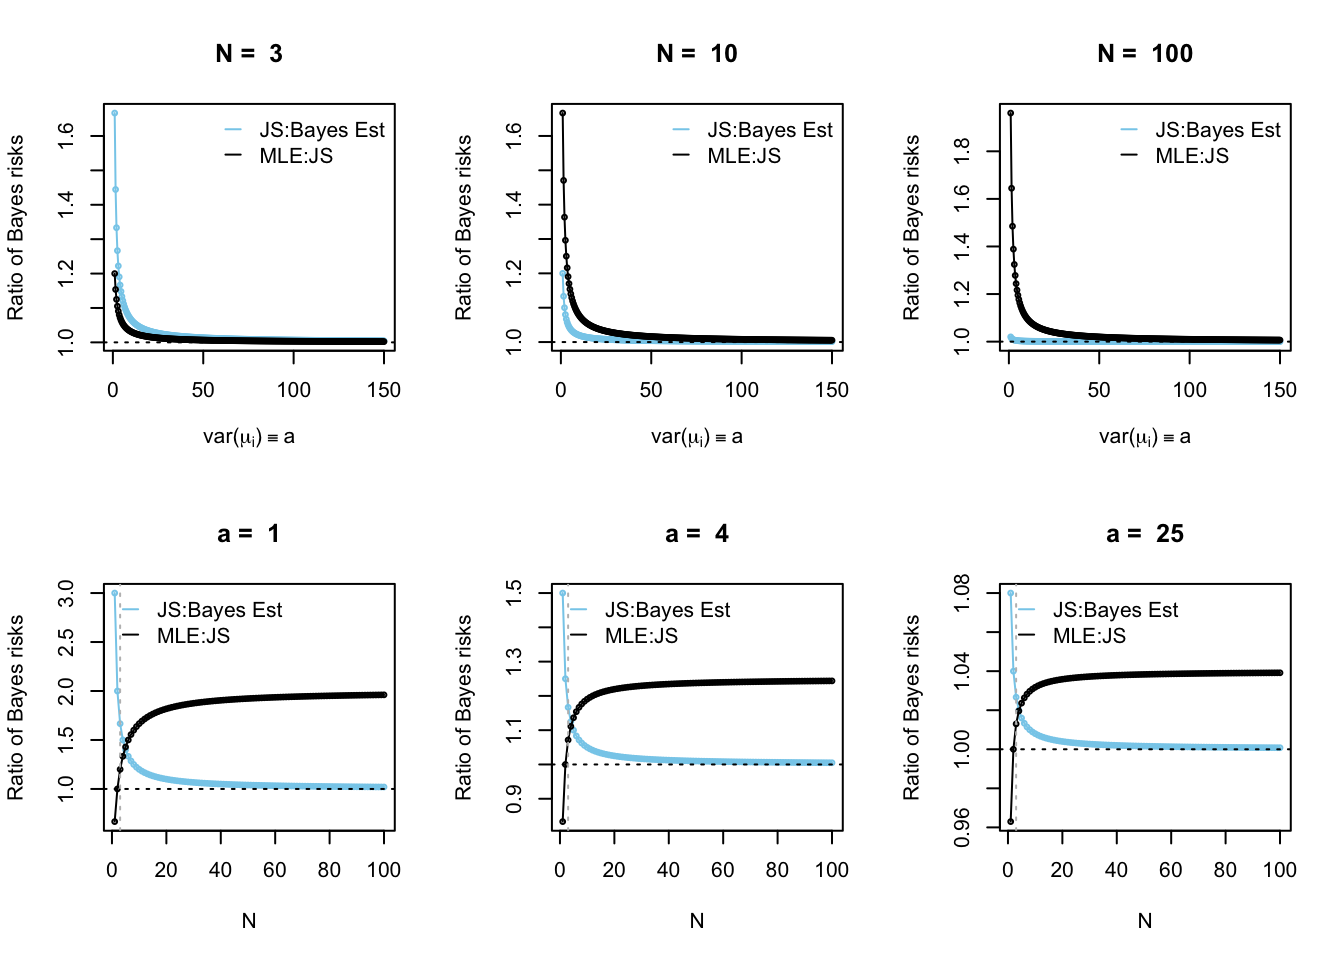 N = 3
Ratio of Bayes risks
1.0 1.2 1.4 1.6
JS:Bayes Est
MLE:JS
0 50 100 150
var(μi) ≡ a
N = 10
Ratio of Bayes risks
1.0 1.2 1.4 1.6
JS:Bayes Est
MLE:JS
0 50 100 150
var(μi) ≡ a
N = 100
Ratio of Bayes risks
1.0 1.2 1.4 1.6 1.8
JS:Bayes Est
MLE:JS
0 50 100 150
var(μi) ≡ a
a = 1
Ratio of Bayes risks
1.0 1.5 2.0 2.5 3.0
JS:Bayes Est
MLE:JS
0 20 40 60 80 100
N
a = 4
Ratio of Bayes risks
0.9 1.1 1.3 1.5
JS:Bayes Est
MLE:JS
0 20 40 60 80 100
N
a = 25
Ratio of Bayes risks
0.96 1.00 1.04 1.08
JS:Bayes Est
MLE:JS
0 20 40 60 80 100
N